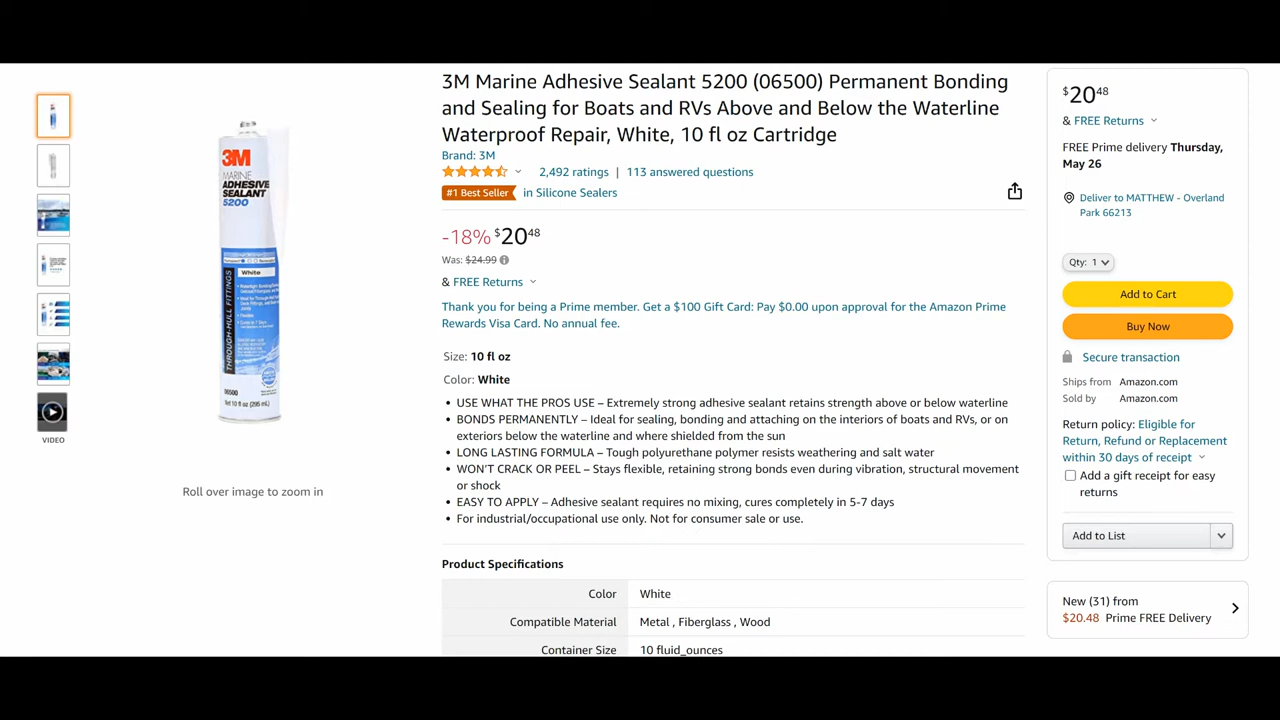 3M Marine Adhesive Sealant 5200 (06500) Permanent Bonding
and Sealing for Boats and RVs Above and Below the Waterline
Waterproof Repair, White, 10 fl oz Cartridge
Brand: 3M
2,492 ratings | 113 answered questions
#1 Best Seller in Silicone Sealers
-18% $20 48
Was: $24.99
& FREE Returns
Thank you for being a Prime member. Get a $100 Gift Card: Pay $0.00 upon approval for the Amazon Prime
Rewards Visa Card. No annual fee.
Size: 10 fl oz
Color: White
• USE WHAT THE PROS USE – Extremely strong adhesive sealant retains strength above or below waterline
• BONDS PERMANENTLY – Ideal for sealing, bonding and attaching on the interiors of boats and RVs, or on
exteriors below the waterline and where shielded from the sun
• LONG LASTING FORMULA – Tough polyurethane polymer resists weathering and salt water
• WON'T CRACK OR PEEL – Stays flexible, retaining strong bonds even during vibration, structural movement
or shock
• EASY TO APPLY – Adhesive sealant requires no mixing, cures completely in 5-7 days
• For industrial/occupational use only. Not for consumer sale or use.
Product Specifications
Color White
Compatible Material Metal , Fiberglass , Wood
Container Size 10 fluid_ounces
3M
MARINE
ADHESIVE
SEALANT
5200
White
THROUGH-HULL FITTINGS
06500
Net 10 fl oz (295 mL)
VIDEO
Roll over image to zoom in
$20 48
& FREE Returns
FREE Prime delivery Thursday,
May 26
Deliver to MATTHEW - Overland
Park 66213
Qty: 1
Add to Cart
Buy Now
Secure transaction
Ships from Amazon.com
Sold by Amazon.com
Return policy: Eligible for
Return, Refund or Replacement
within 30 days of receipt
Add a gift receipt for easy
returns
Add to List
New (31) from
$20.48 Prime FREE Delivery